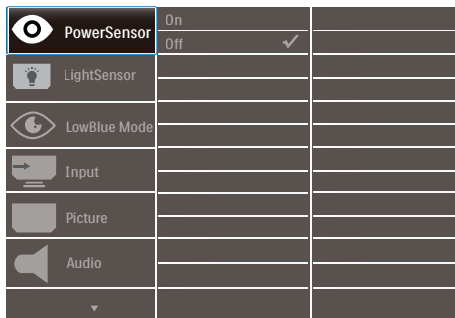 PowerSensor
On
Off
LightSensor
LowBlue Mode
Input
Picture
Audio